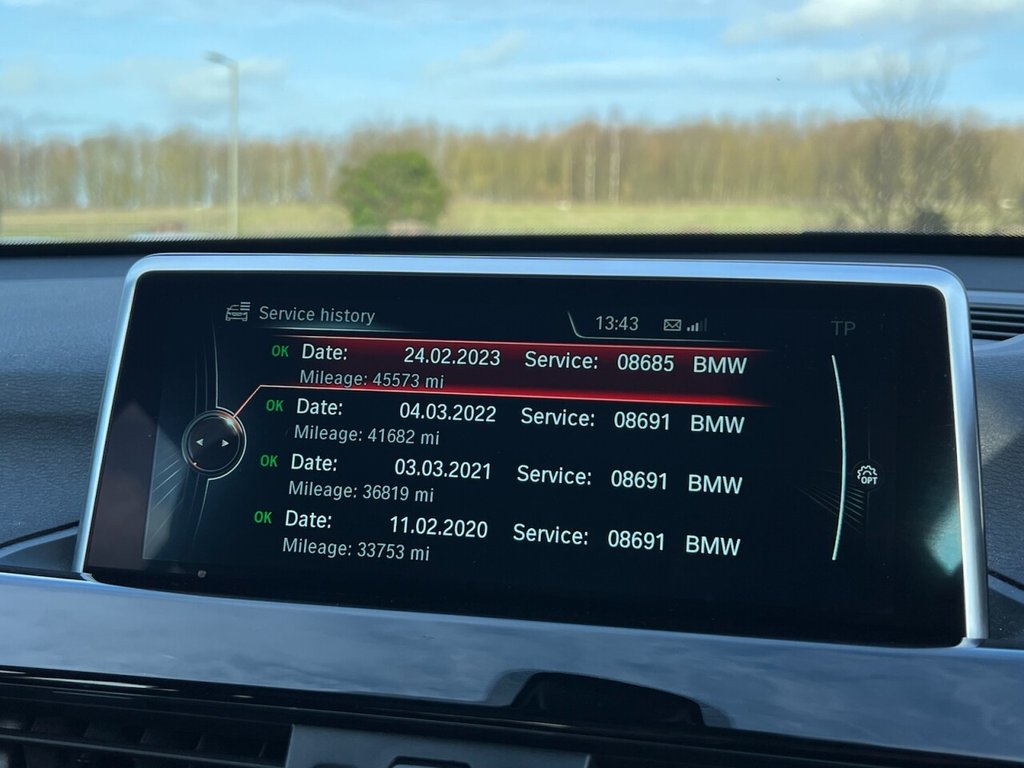 Service history 13:43 TP
OK Date: 24.02.2023 Service: 08685 BMW
Mileage: 45573 mi
OK Date: 04.03.2022 Service: 08691 BMW
Mileage: 41682 mi
OK Date: 03.03.2021 Service: 08691 BMW
Mileage: 36819 mi
OPT
OK Date: 11.02.2020 Service: 08691 BMW
Mileage: 33753 mi